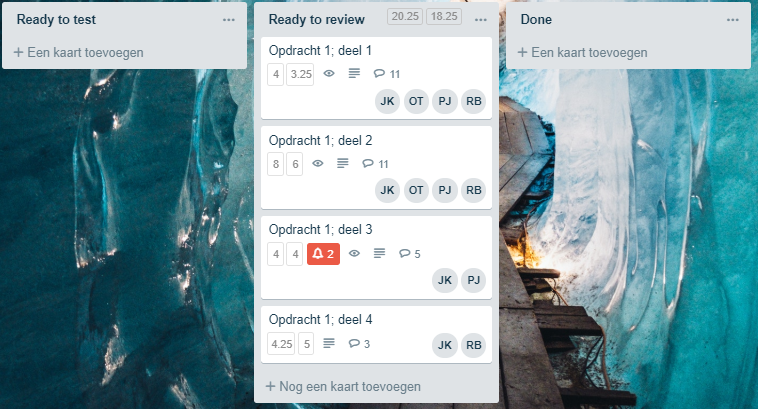 Ready to test ...
+ Een kaart toevoegen
Ready to review 20.25 18.25 ...
Opdracht 1; deel 1
4 3.25 11
JK OT PJ RB
Opdracht 1; deel 2
8 6 11
JK OT PJ RB
Opdracht 1; deel 3
4 4 2 5
JK PJ
Opdracht 1; deel 4
4.25 5 3 JK RB
+ Nog een kaart toevoegen
Done ...
+ Een kaart toevoegen